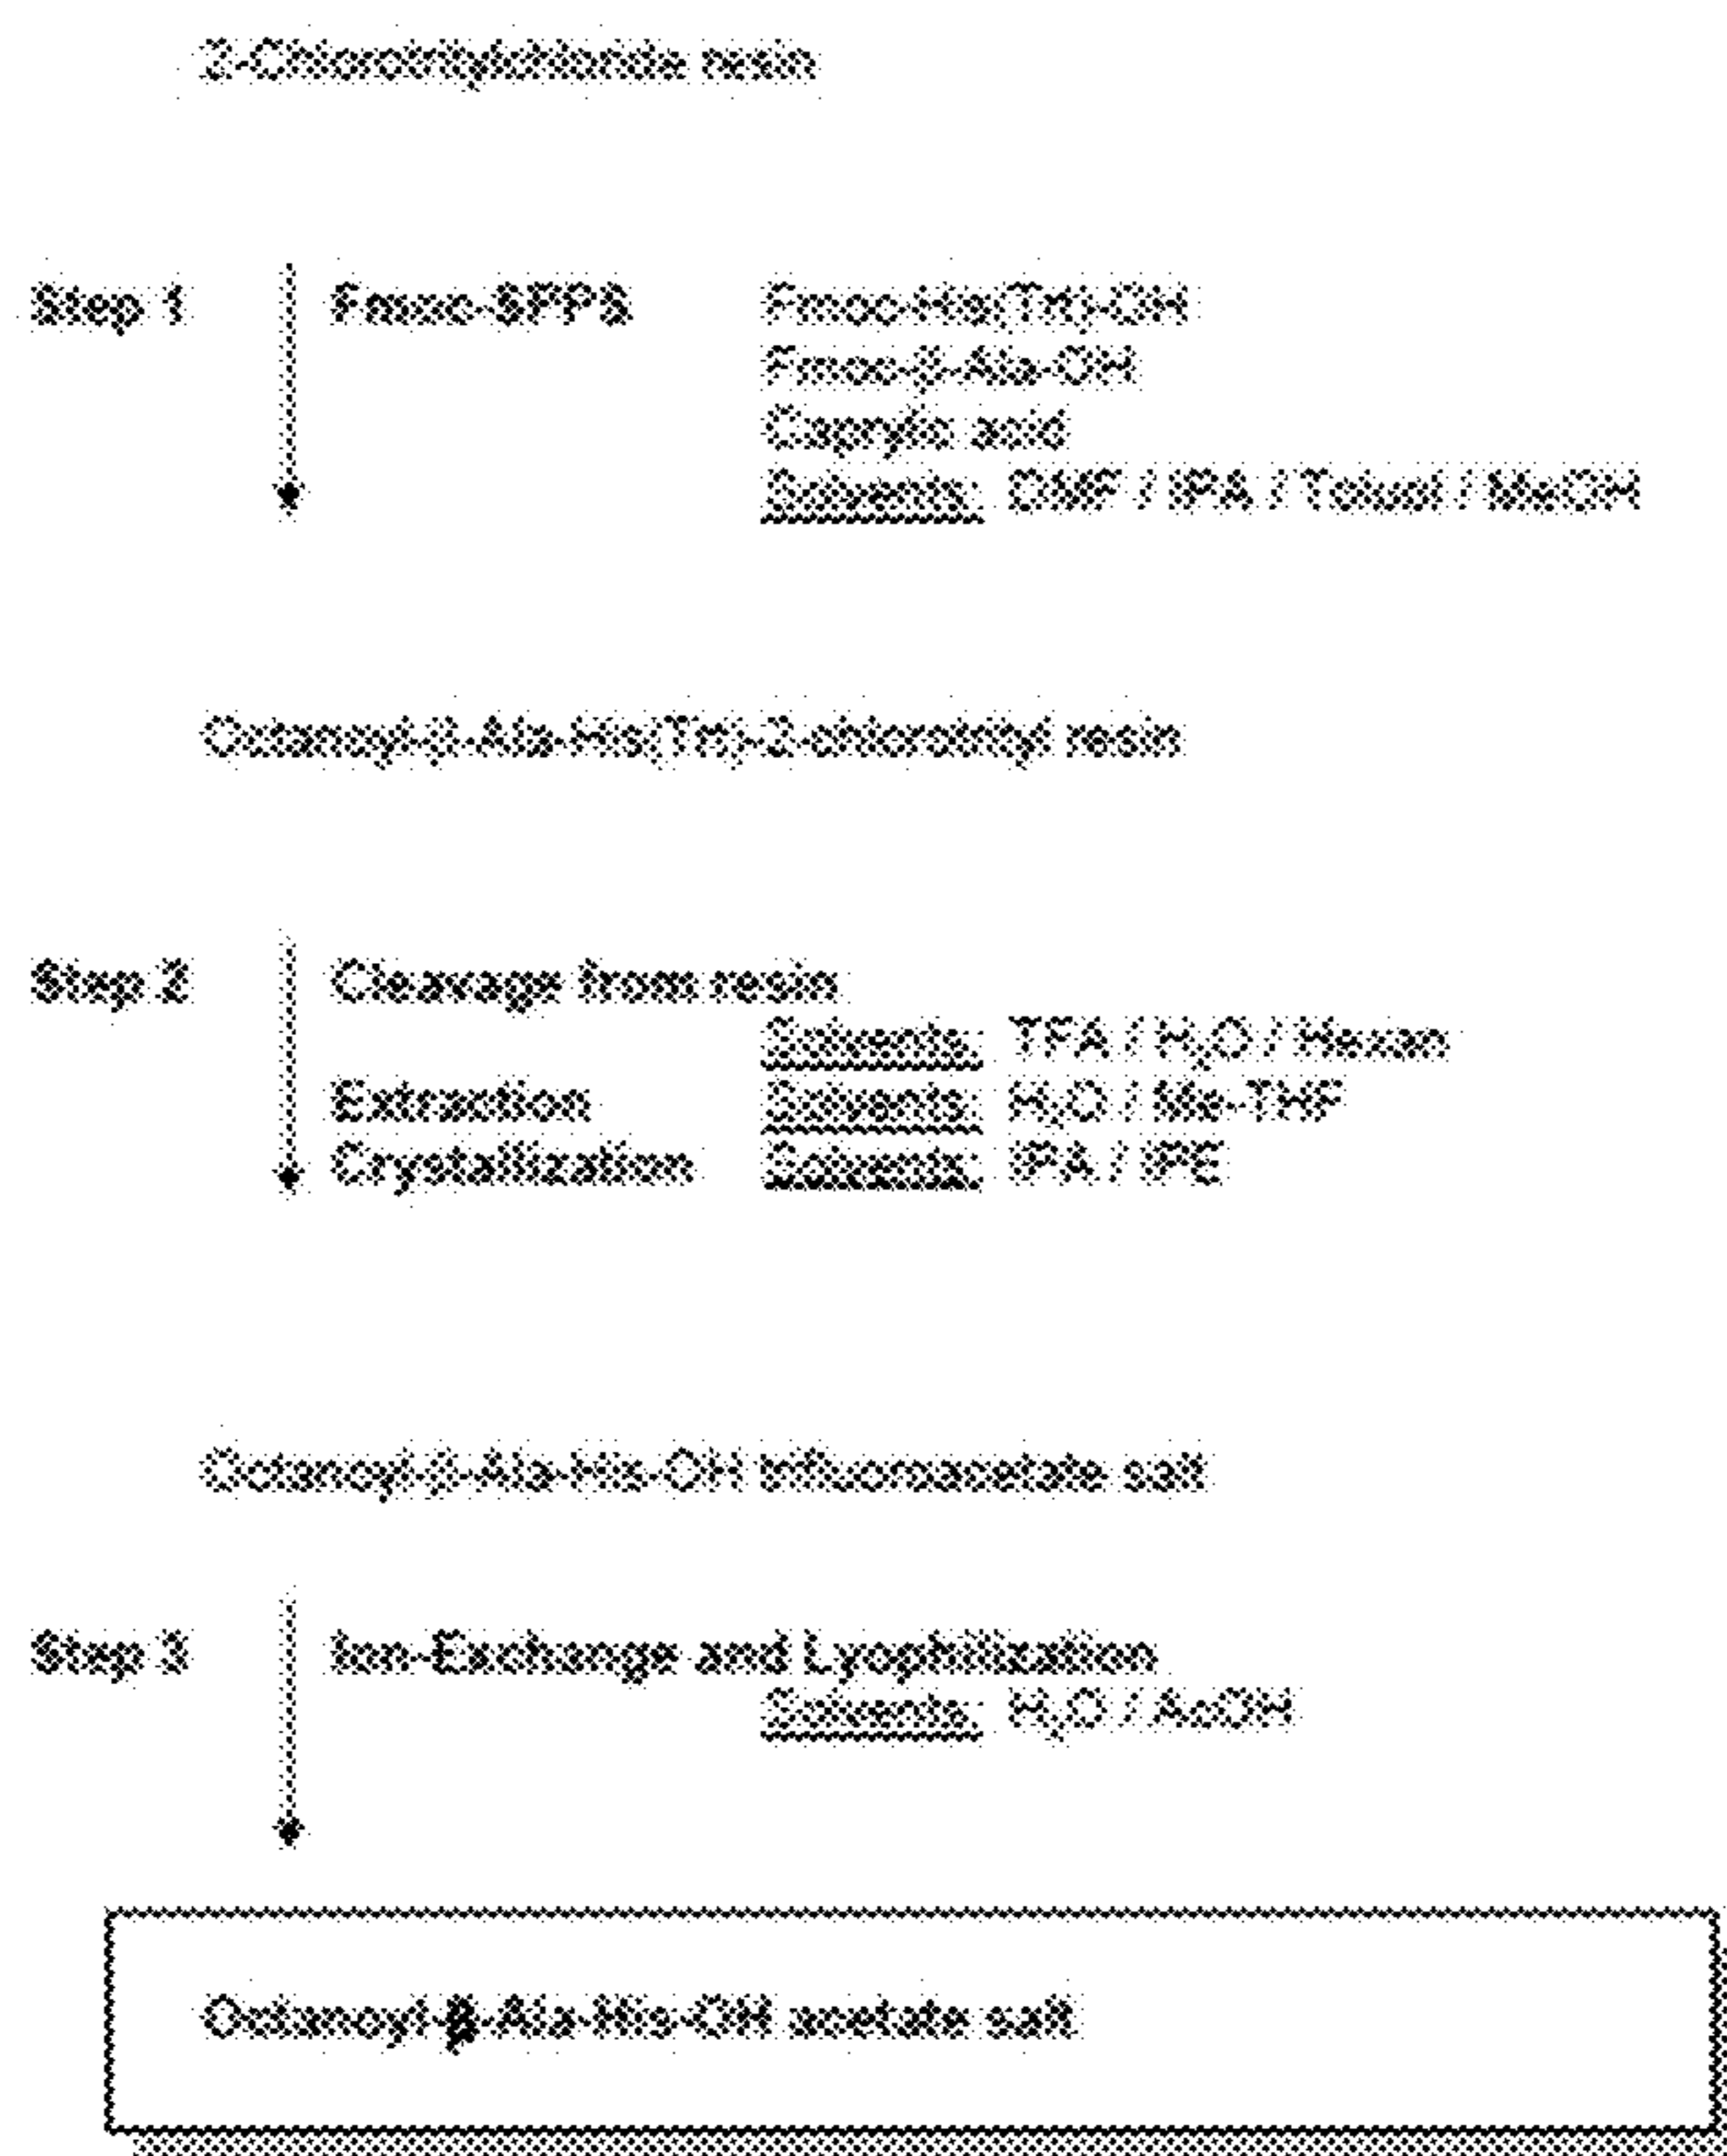 2-Chlorotritylchloride resin
Step 1 Fmoc-SPPS Fmoc-His(Trt)-OH
Fmoc-β-Ala-OH
Caprylic acid
Solvents: DMF / IPA / Toluol / MeOH
Octanoyl-β-Ala-His(Trt)-2-chlorotrityl resin
Step 2 Cleavage from resin
Solvents: TFA / H₂O / Hexan
Extraction Solvents: H₂O / Me-THF
Crystallization Solvents: IPA / IPE
Octanoyl-β-Ala-His-OH trifluoroacetate salt
Step 3 Ion-Exchange and Lyophilization
Solvents: H₂O / AcOH
Octanoyl-β-Ala-His-OH acetate salt